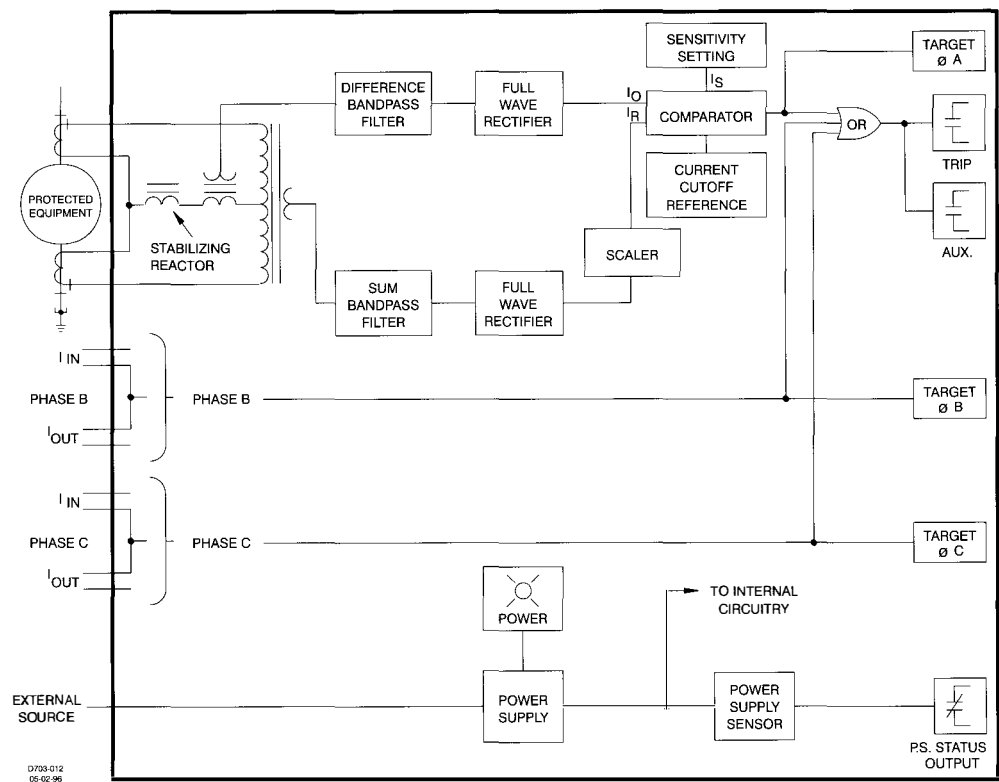 SENSITIVITY
SETTING
TARGET
Ø A
DIFFERENCE
BANDPASS
FILTER
FULL
WAVE
RECTIFIER
IO
IR
IS
COMPARATOR
OR
TRIP
CURRENT
CUTOFF
REFERENCE
AUX.
PROTECTED
EQUIPMENT
STABILIZING
REACTOR
SCALER
SUM
BANDPASS
FILTER
FULL
WAVE
RECTIFIER
I IN
PHASE B
I OUT
PHASE B
TARGET
Ø B
I IN
PHASE C
I OUT
PHASE C
TARGET
Ø C
POWER
TO INTERNAL
CIRCUITRY
EXTERNAL
SOURCE
POWER
SUPPLY
POWER
SUPPLY
SENSOR
P.S. STATUS
OUTPUT
D703-012
05-02-96